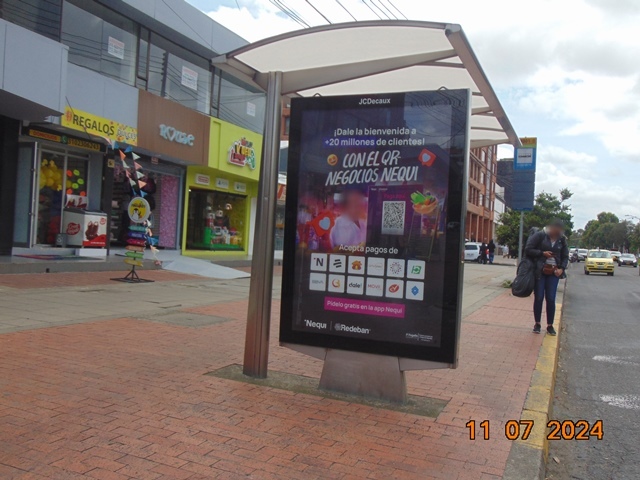 JCDecaux
¡Dale la bienvenida a
+20 millones de clientes!
CON EL QR
NEGOCIOS NEQUI
Acepta pagos de
Pídelo gratis en la app Nequi
Nequi
Redeban
REGALOS
11 07 2024